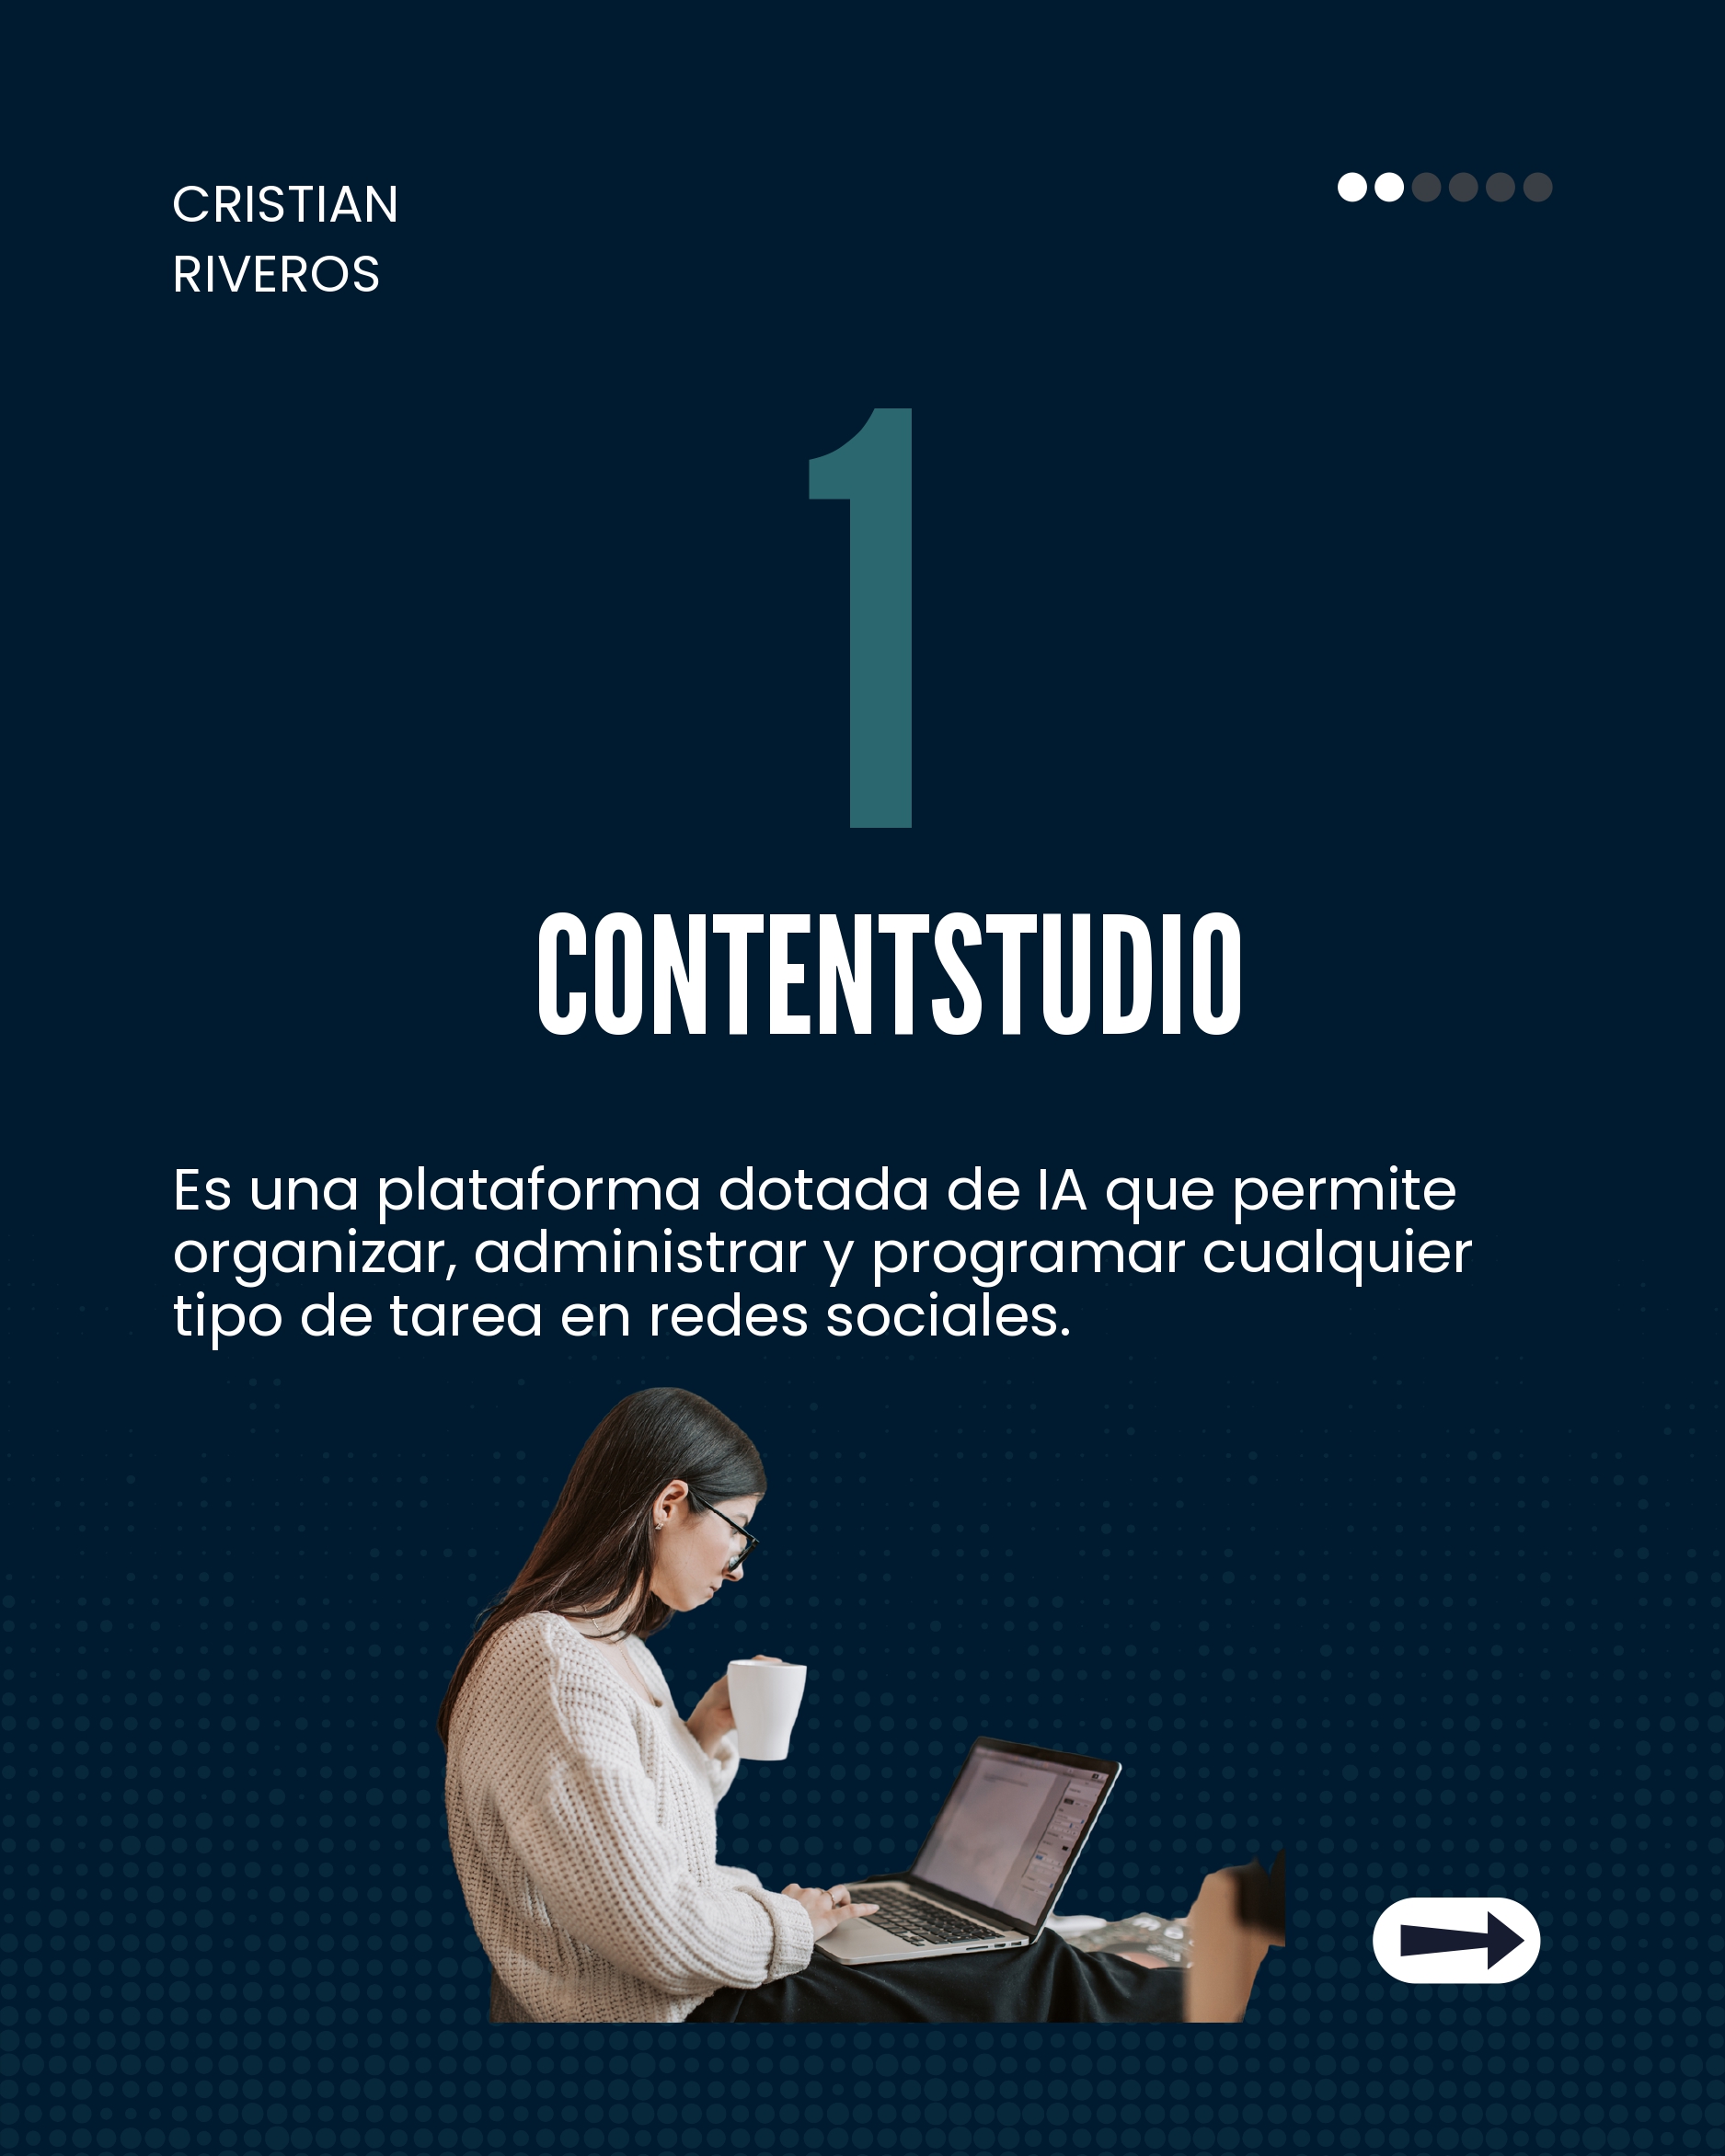 CRISTIAN
RIVEROS
1
CONTENTSTUDIO
Es una plataforma dotada de IA que permite
organizar, administrar y programar cualquier
tipo de tarea en redes sociales.